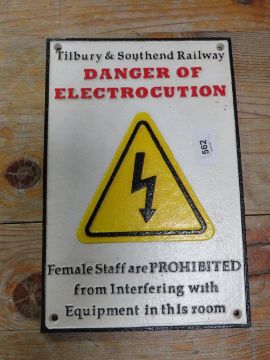 Tilbury & Southend Railway
DANGER OF
ELECTROCUTION
562
Female Staff are PROHIBITED
from Interfering with
Equipment in this room